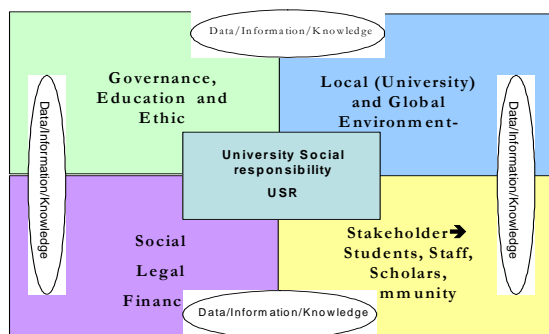 Data/Information/Knowledge
Governance,
Education and
Ethic
Local (University)
and Global
Environment-
Data/Information/Knowledge
Data/Information/Knowledge
University Social
responsibility
USR
Social
Legal
Financ
Stakeholder➔
Students, Staff,
Scholars,
mmunity
Data/Information/Knowledge